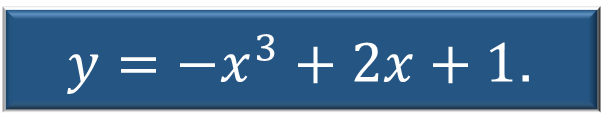 y = −x³ + 2x + 1.